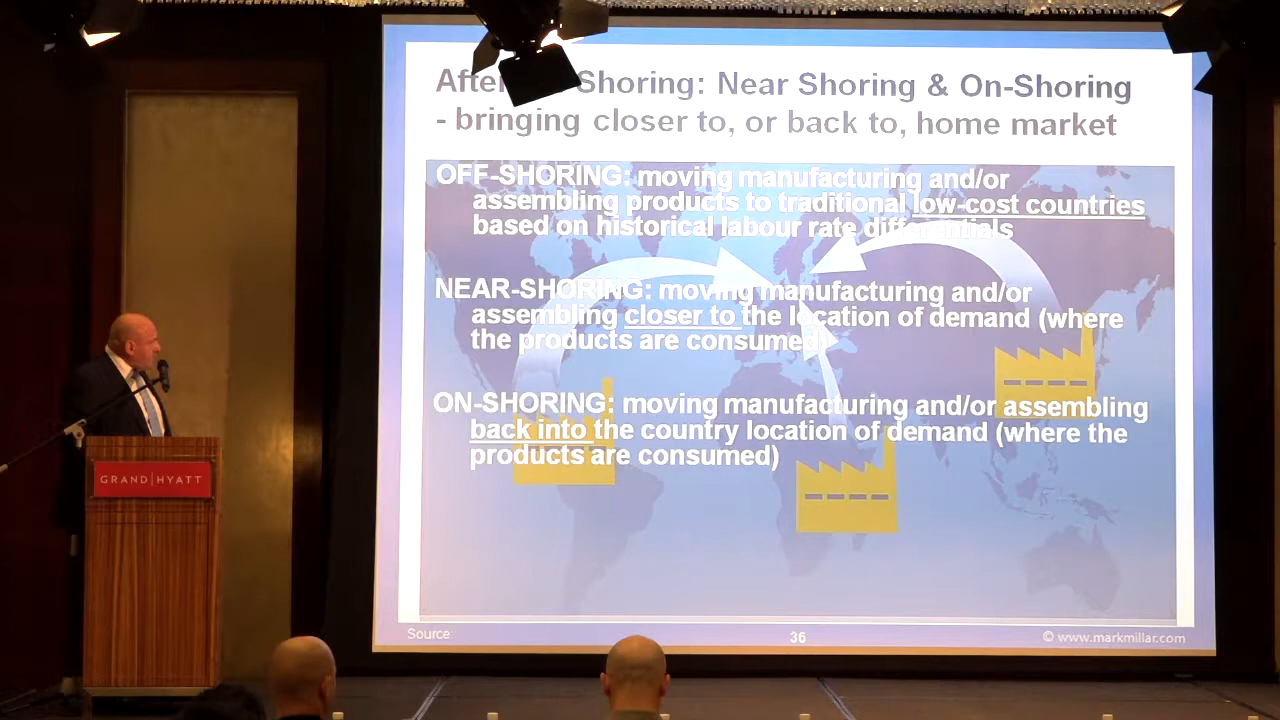 After Shoring: Near Shoring & On-Shoring
- bringing closer to, or back to, home market
OFF-SHORING: moving manufacturing and/or
assembling products to traditional low-cost countries
based on historical labour rate differentials
NEAR-SHORING: moving manufacturing and/or
assembling closer to the location of demand (where
the products are consumed)
ON-SHORING: moving manufacturing and/or assembling
back into the country location of demand (where the
products are consumed)
GRAND|HYATT
Source
36
© www.markmillar.com